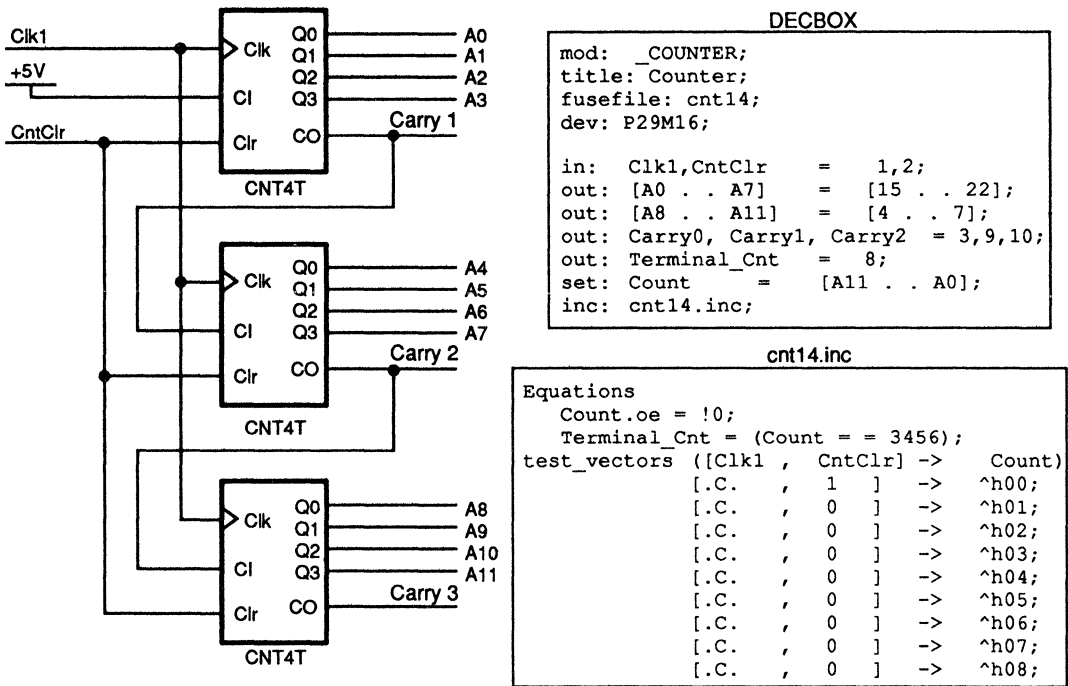 Clk1
+5V
CntClr
Clk
CI
Clr
Q0
Q1
Q2
Q3
CO
CNT4T
A0
A1
A2
A3
Carry 1
Clk
CI
Clr
Q0
Q1
Q2
Q3
CO
CNT4T
A4
A5
A6
A7
Carry 2
Clk
CI
Clr
Q0
Q1
Q2
Q3
CO
CNT4T
A8
A9
A10
A11
Carry 3
DECBOX
mod: _COUNTER;
title: Counter;
fusefile: cnt14;
dev: P29M16;
in: Clk1,CntClr = 1,2;
out: [A0 . . A7] = [15 . . 22];
out: [A8 . . A11] = [4 . . 7];
out: Carry0, Carry1, Carry2 = 3,9,10;
out: Terminal_Cnt = 8;
set: Count = [A11 . . A0];
inc: cnt14.inc;
cnt14.inc
Equations
Count.oe = !0;
Terminal_Cnt = (Count = = 3456);
test_vectors ([Clk1 , CntClr] -> Count)
[.C. , 1 ] -> ^h00;
[.C. , 0 ] -> ^h01;
[.C. , 0 ] -> ^h02;
[.C. , 0 ] -> ^h03;
[.C. , 0 ] -> ^h04;
[.C. , 0 ] -> ^h05;
[.C. , 0 ] -> ^h06;
[.C. , 0 ] -> ^h07;
[.C. , 0 ] -> ^h08;